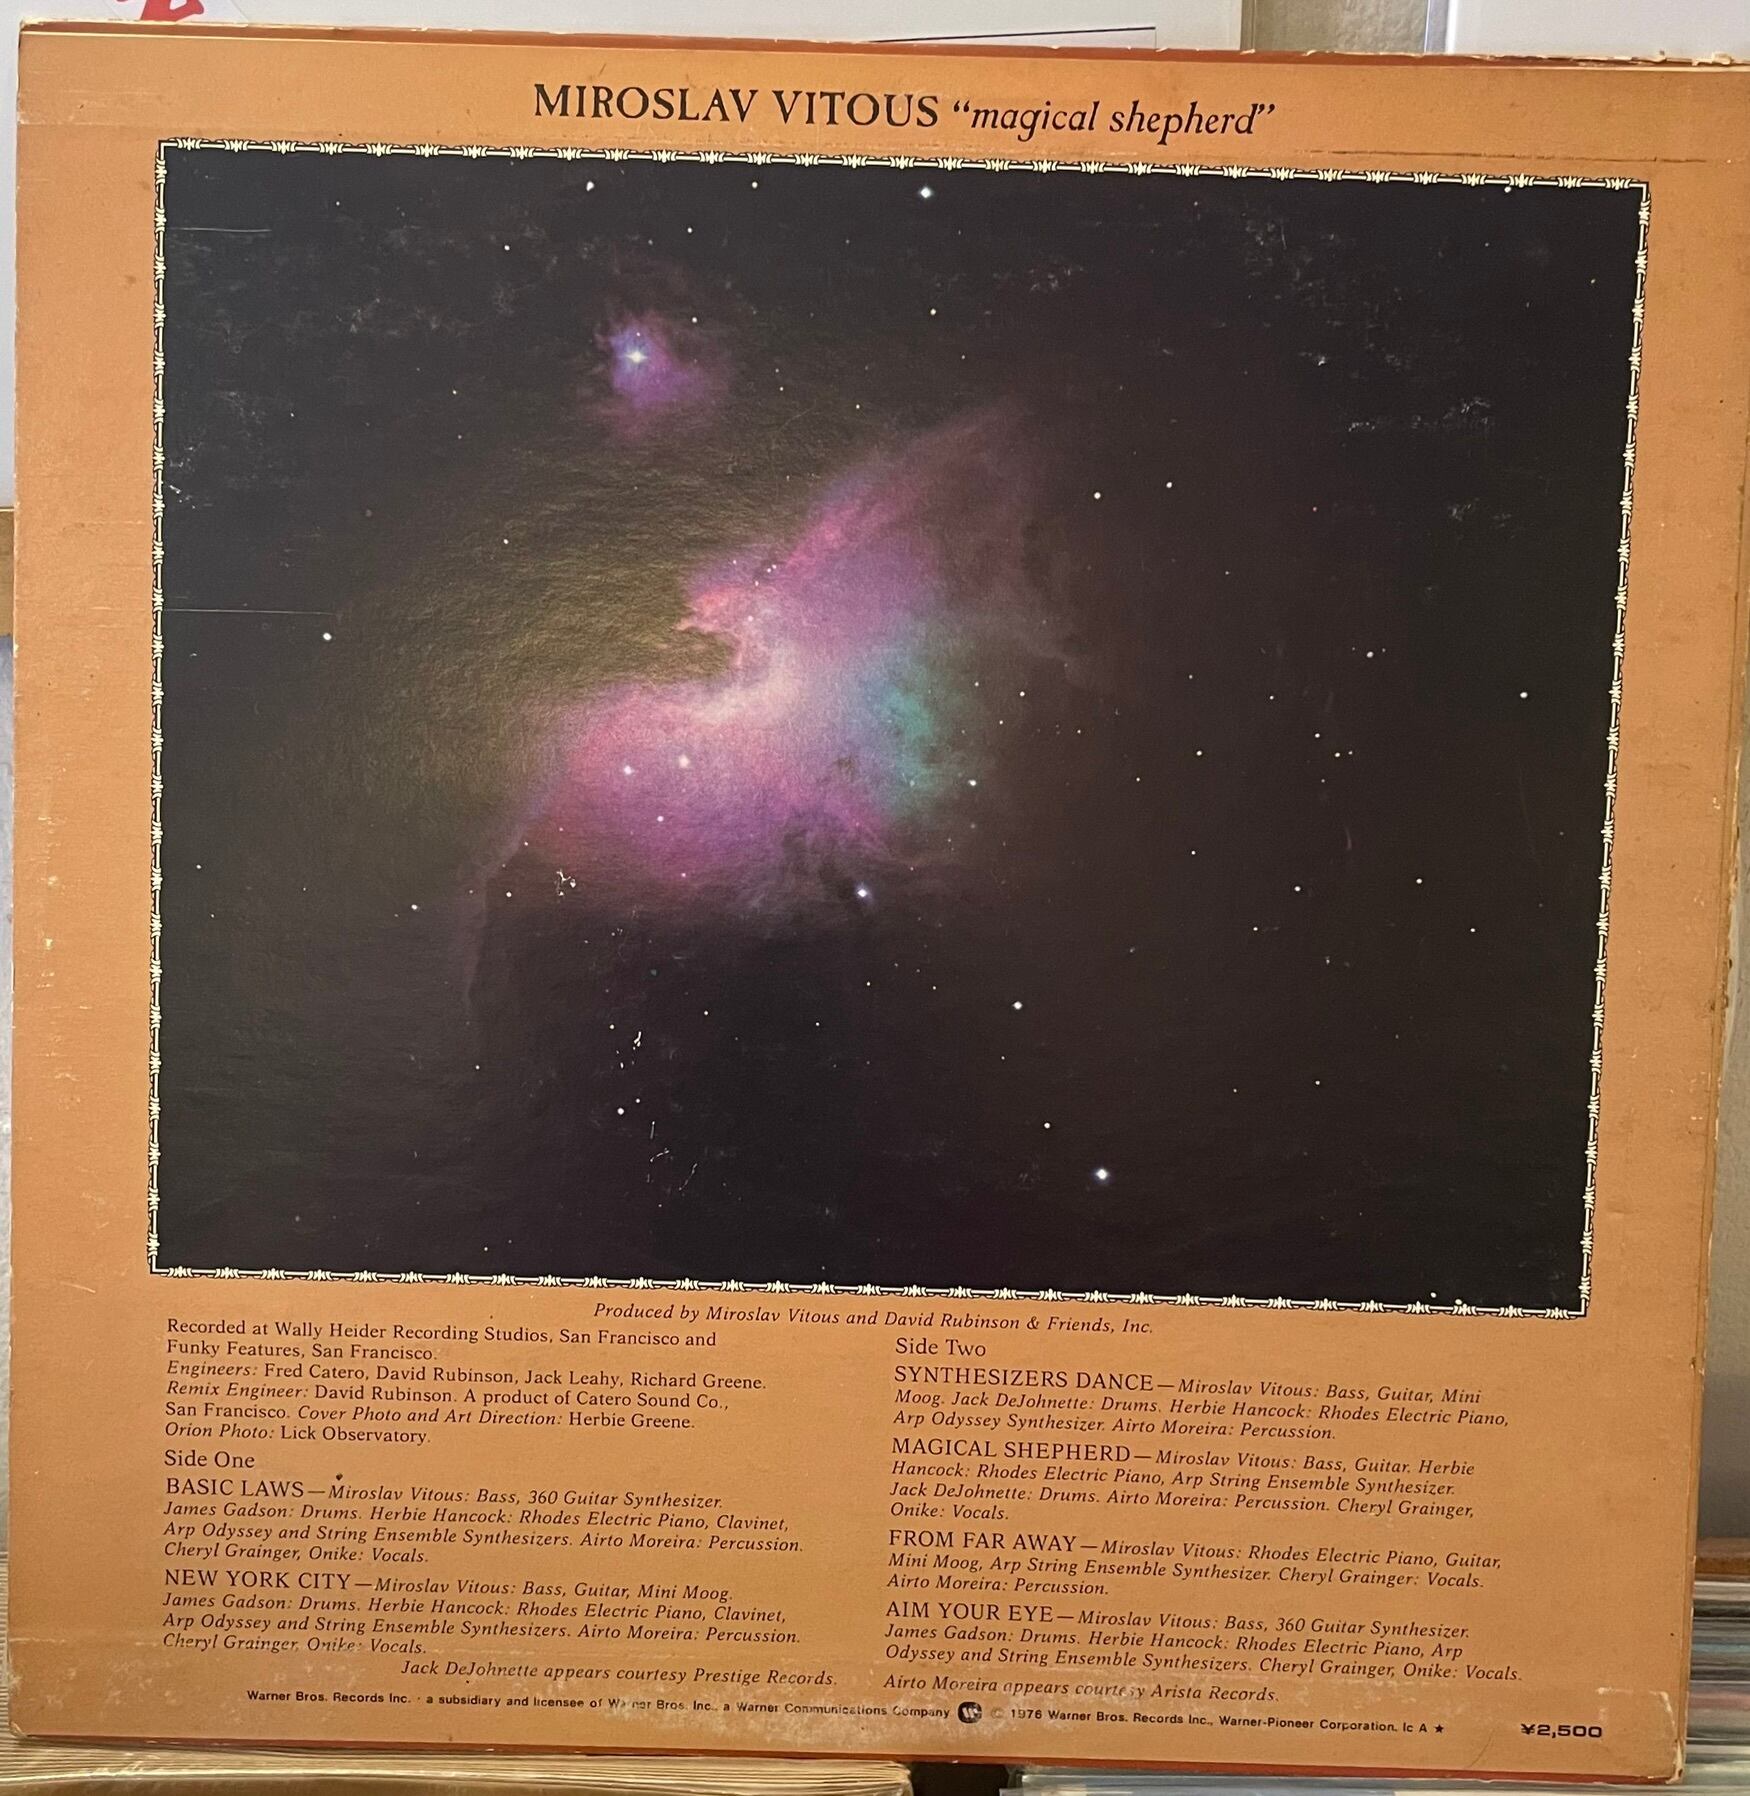 MIROSLAV VITOUS “magical shepherd”
Produced by Miroslav Vitous and David Rubinson & Friends, Inc.
Recorded at Wally Heider Recording Studios, San Francisco and
Funky Features, San Francisco.
Engineers: Fred Catero, David Rubinson, Jack Leahy, Richard Greene.
Remix Engineer: David Rubinson. A product of Catero Sound Co.,
San Francisco. Cover Photo and Art Direction: Herbie Greene.
Orion Photo: Lick Observatory.
Side One
BASIC LAWS—Miroslav Vitous: Bass, 360 Guitar Synthesizer.
James Gadson: Drums. Herbie Hancock: Rhodes Electric Piano, Clavinet,
Arp Odyssey and String Ensemble Synthesizers. Airto Moreira: Percussion.
Cheryl Grainger, Onike: Vocals.
NEW YORK CITY—Miroslav Vitous: Bass, Guitar, Mini Moog.
James Gadson: Drums. Herbie Hancock: Rhodes Electric Piano, Clavinet,
Arp Odyssey and String Ensemble Synthesizers. Airto Moreira: Percussion.
Cheryl Grainger, Onike: Vocals.
Side Two
SYNTHESIZERS DANCE—Miroslav Vitous: Bass, Guitar, Mini
Moog. Jack DeJohnette: Drums. Herbie Hancock: Rhodes Electric Piano,
Arp Odyssey Synthesizer. Airto Moreira: Percussion.
MAGICAL SHEPHERD—Miroslav Vitous: Bass, Guitar. Herbie
Hancock: Rhodes Electric Piano, Arp String Ensemble Synthesizer.
Jack DeJohnette: Drums. Airto Moreira: Percussion. Cheryl Grainger,
Onike: Vocals.
FROM FAR AWAY—Miroslav Vitous: Rhodes Electric Piano, Guitar,
Mini Moog, Arp String Ensemble Synthesizer. Cheryl Grainger: Vocals.
Airto Moreira: Percussion.
AIM YOUR EYE—Miroslav Vitous: Bass, 360 Guitar Synthesizer.
James Gadson: Drums. Herbie Hancock: Rhodes Electric Piano, Arp
Odyssey and String Ensemble Synthesizers. Cheryl Grainger, Onike: Vocals.
Jack DeJohnette appears courtesy Prestige Records.
Airto Moreira appears courtesy Arista Records.
Warner Bros. Records Inc. · a subsidiary and licensee of Warner Bros. Inc., a Warner Communications Company W © 1976 Warner Bros. Records Inc., Warner-Pioneer Corporation. Ic A ★ ¥2,500